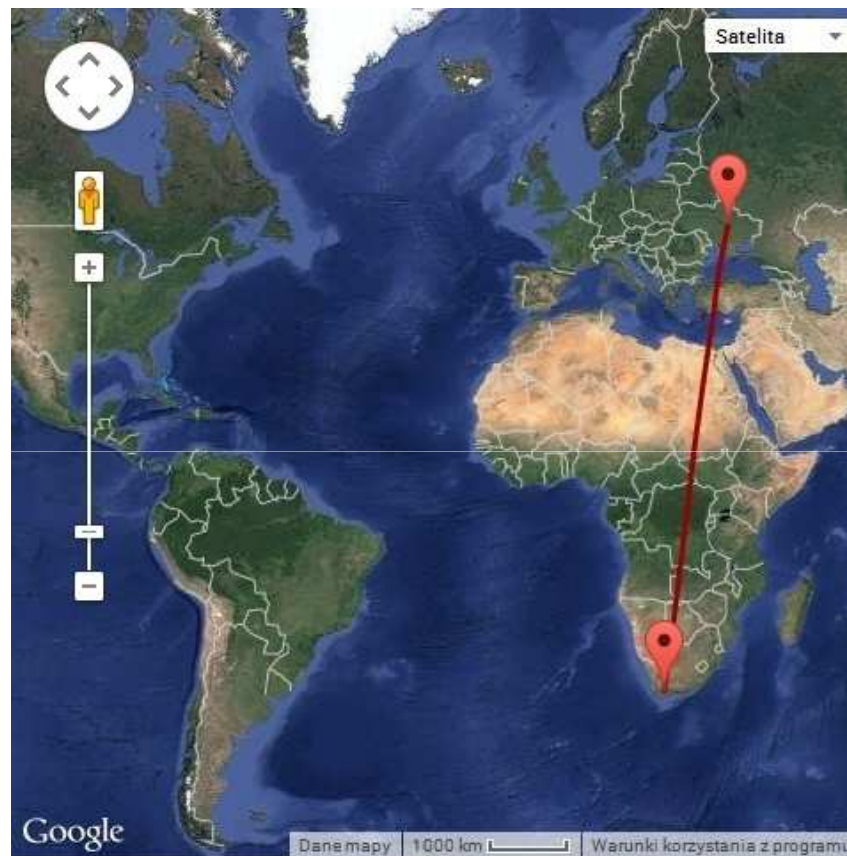 Satelita
+
−
Google
Dane mapy 1000 km Warunki korzystania z programu